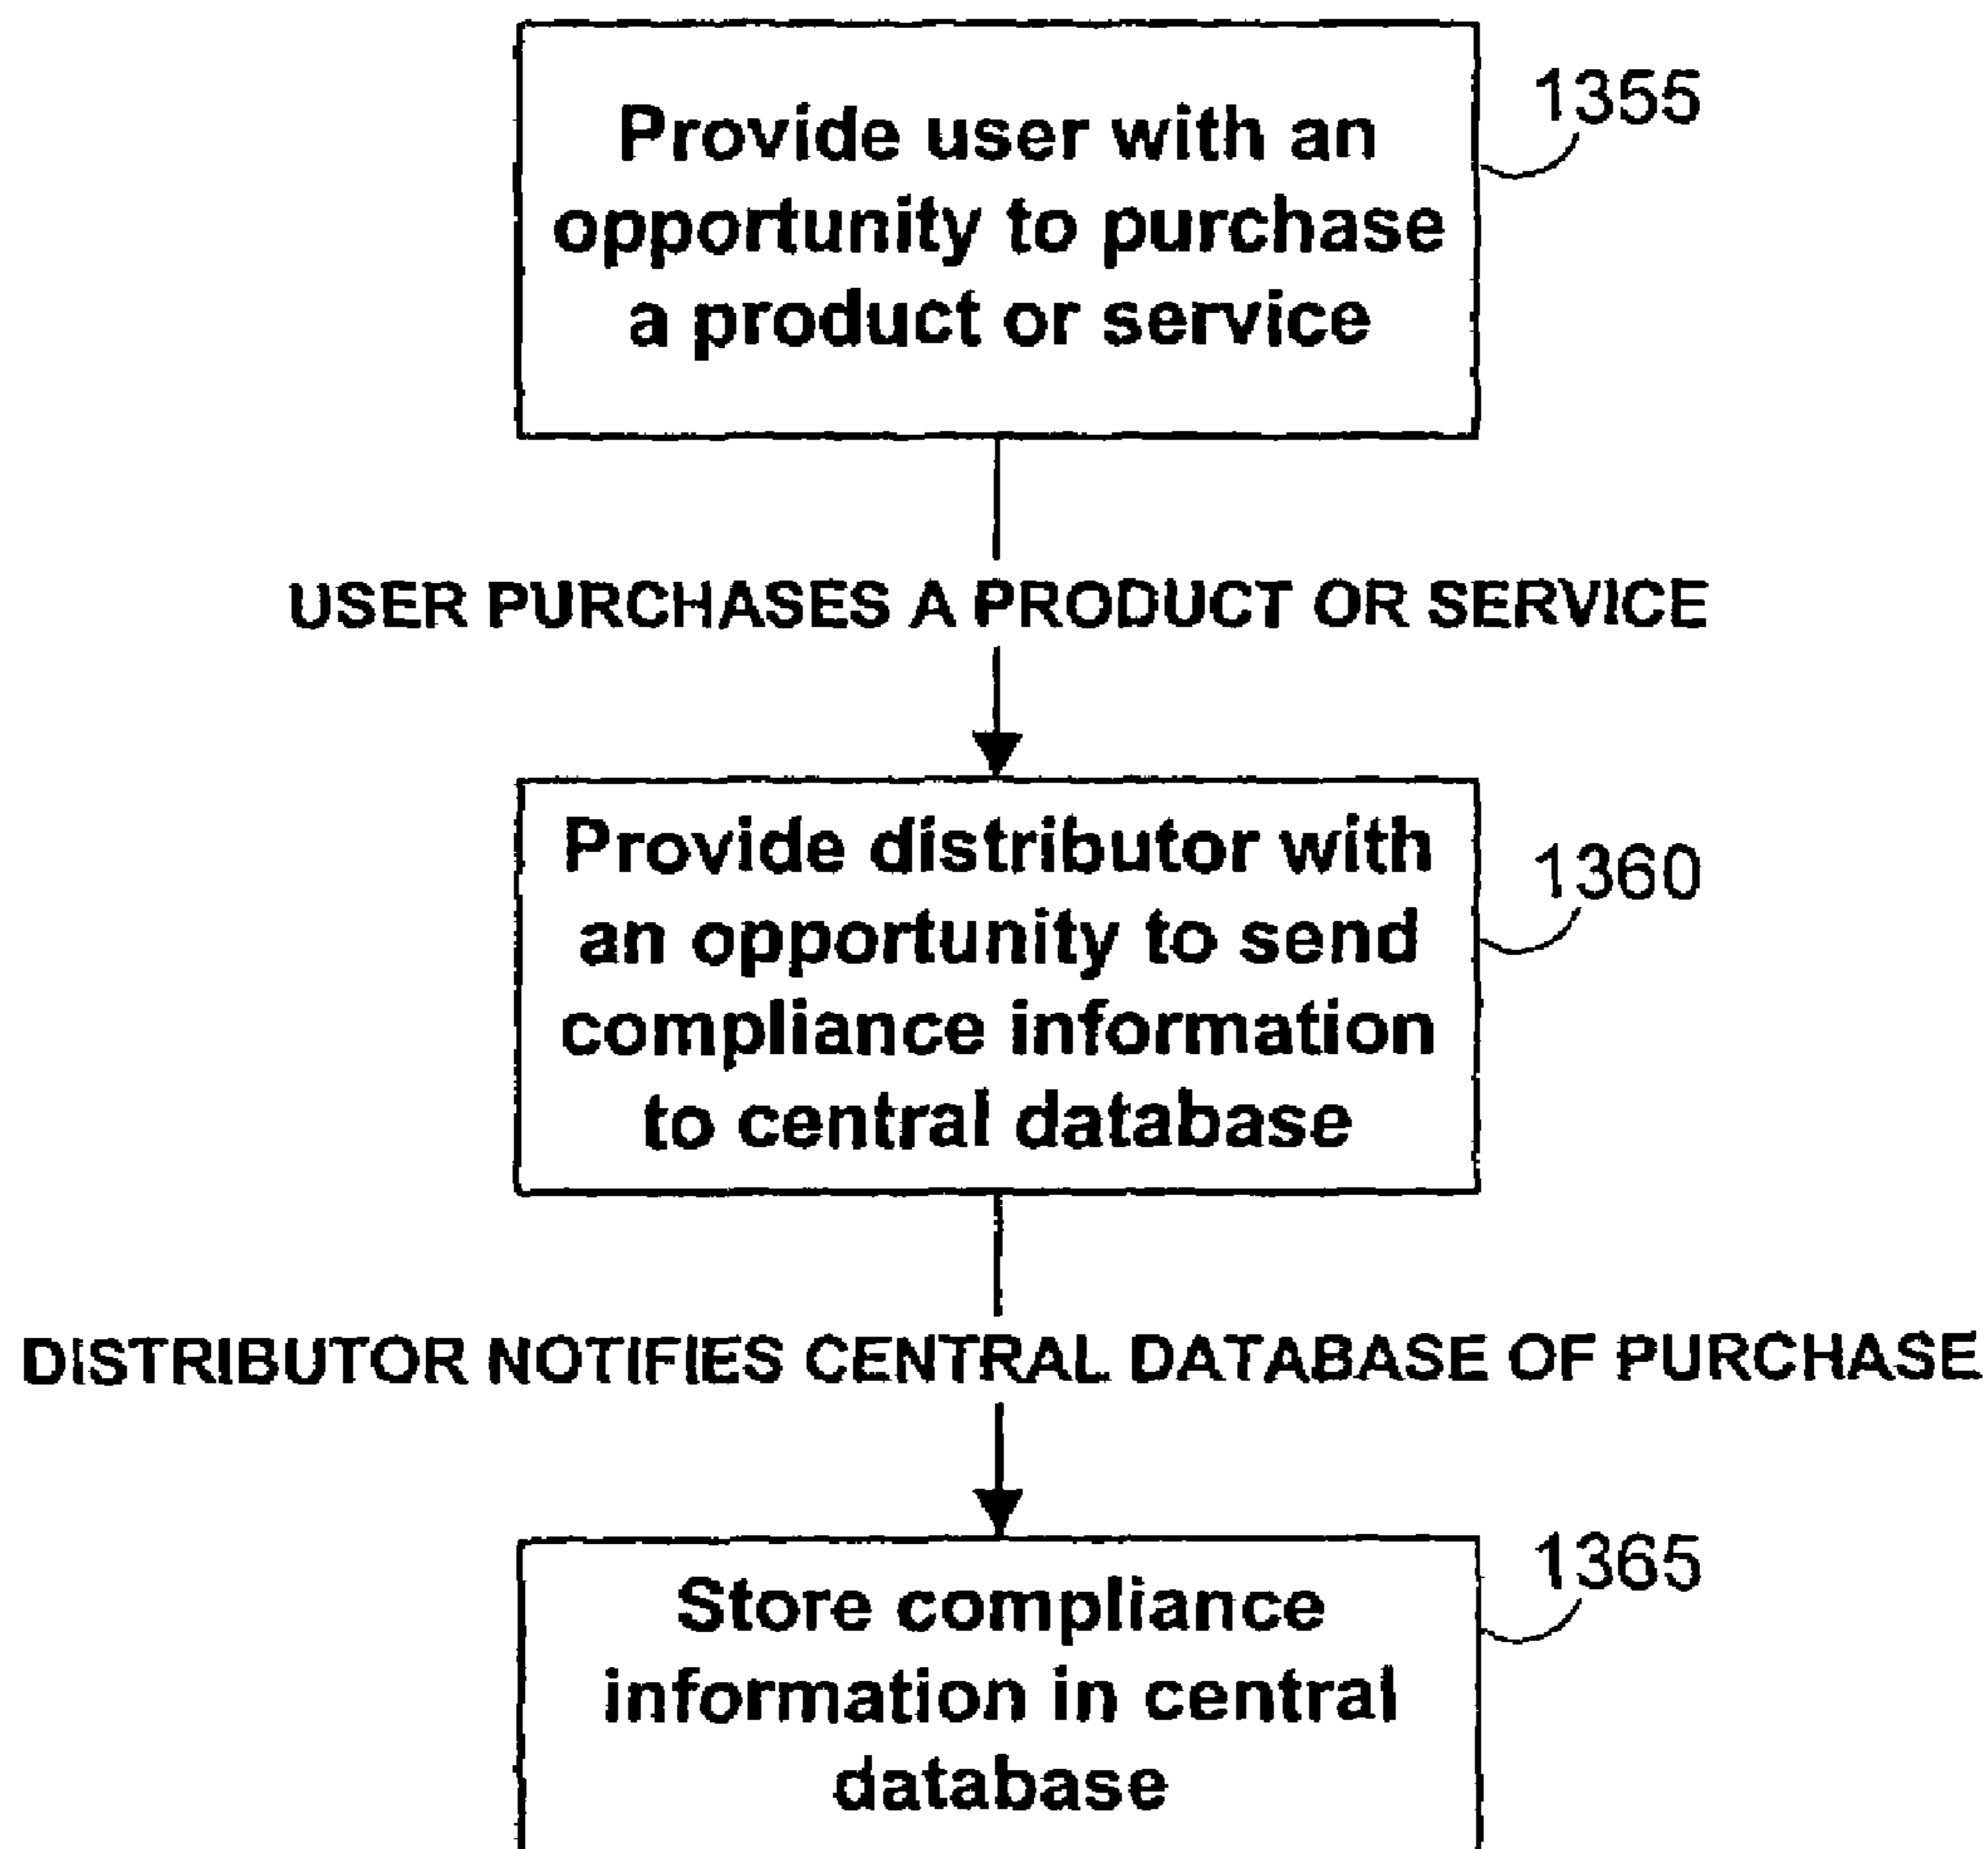 Provide user with an
opportunity to purchase
a product or service
1355
USER PURCHASES A PRODUCT OR SERVICE
Provide distributor with
an opportunity to send
compliance information
to central database
1360
DISTRIBUTOR NOTIFIES CENTRAL DATABASE OF PURCHASE
Store compliance
information in central
database
1365